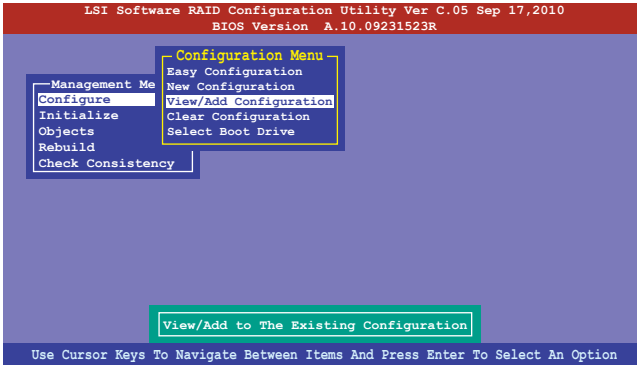 LSI Software RAID Configuration Utility Ver C.05 Sep 17,2010
BIOS Version A.10.09231523R
Configuration Menu
Easy Configuration
New Configuration
View/Add Configuration
Clear Configuration
Select Boot Drive
Management Me
Configure
Initialize
Objects
Rebuild
Check Consistency
View/Add to The Existing Configuration
Use Cursor Keys To Navigate Between Items And Press Enter To Select An Option